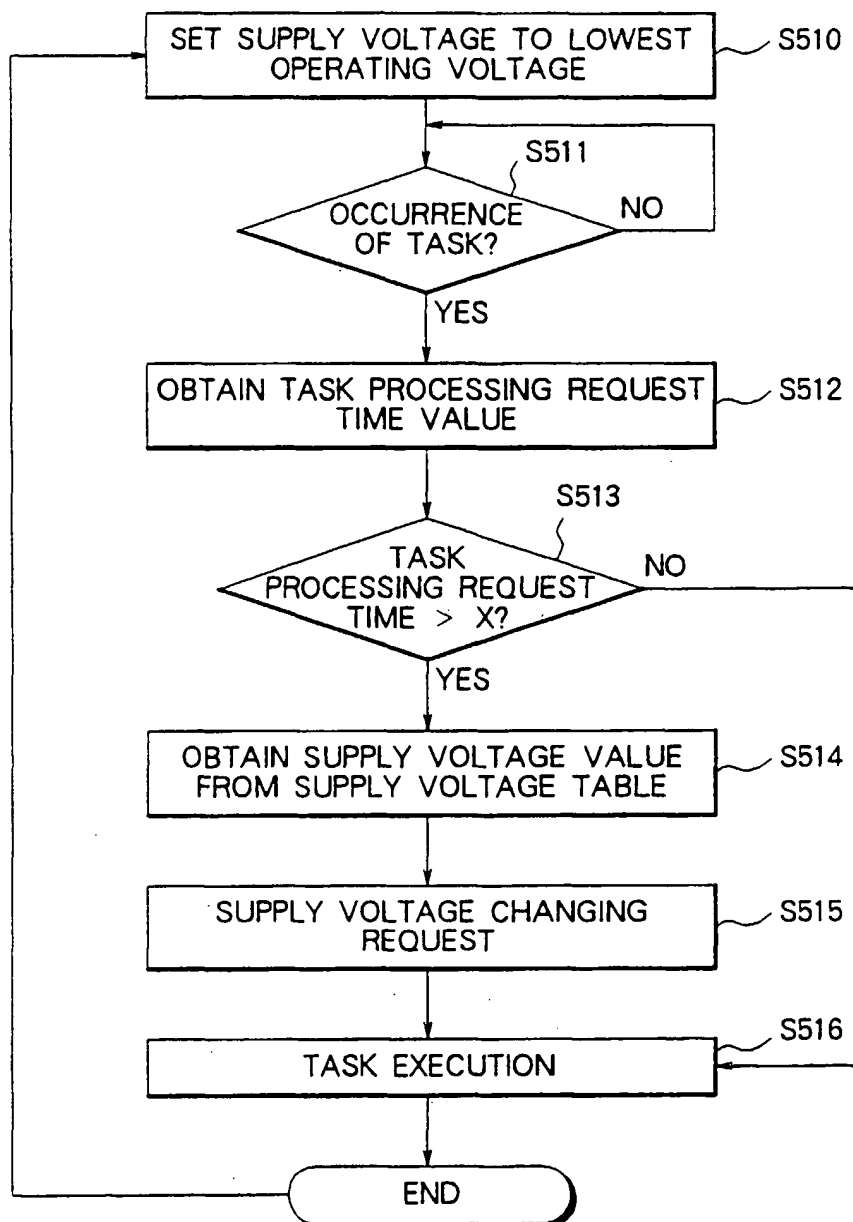 SET SUPPLY VOLTAGE TO LOWEST
OPERATING VOLTAGE
S510
S511
OCCURRENCE
OF TASK?
NO
YES
OBTAIN TASK PROCESSING REQUEST
TIME VALUE
S512
S513
TASK
PROCESSING REQUEST
TIME > X?
NO
YES
OBTAIN SUPPLY VOLTAGE VALUE
FROM SUPPLY VOLTAGE TABLE
S514
SUPPLY VOLTAGE CHANGING
REQUEST
S515
S516
TASK EXECUTION
END